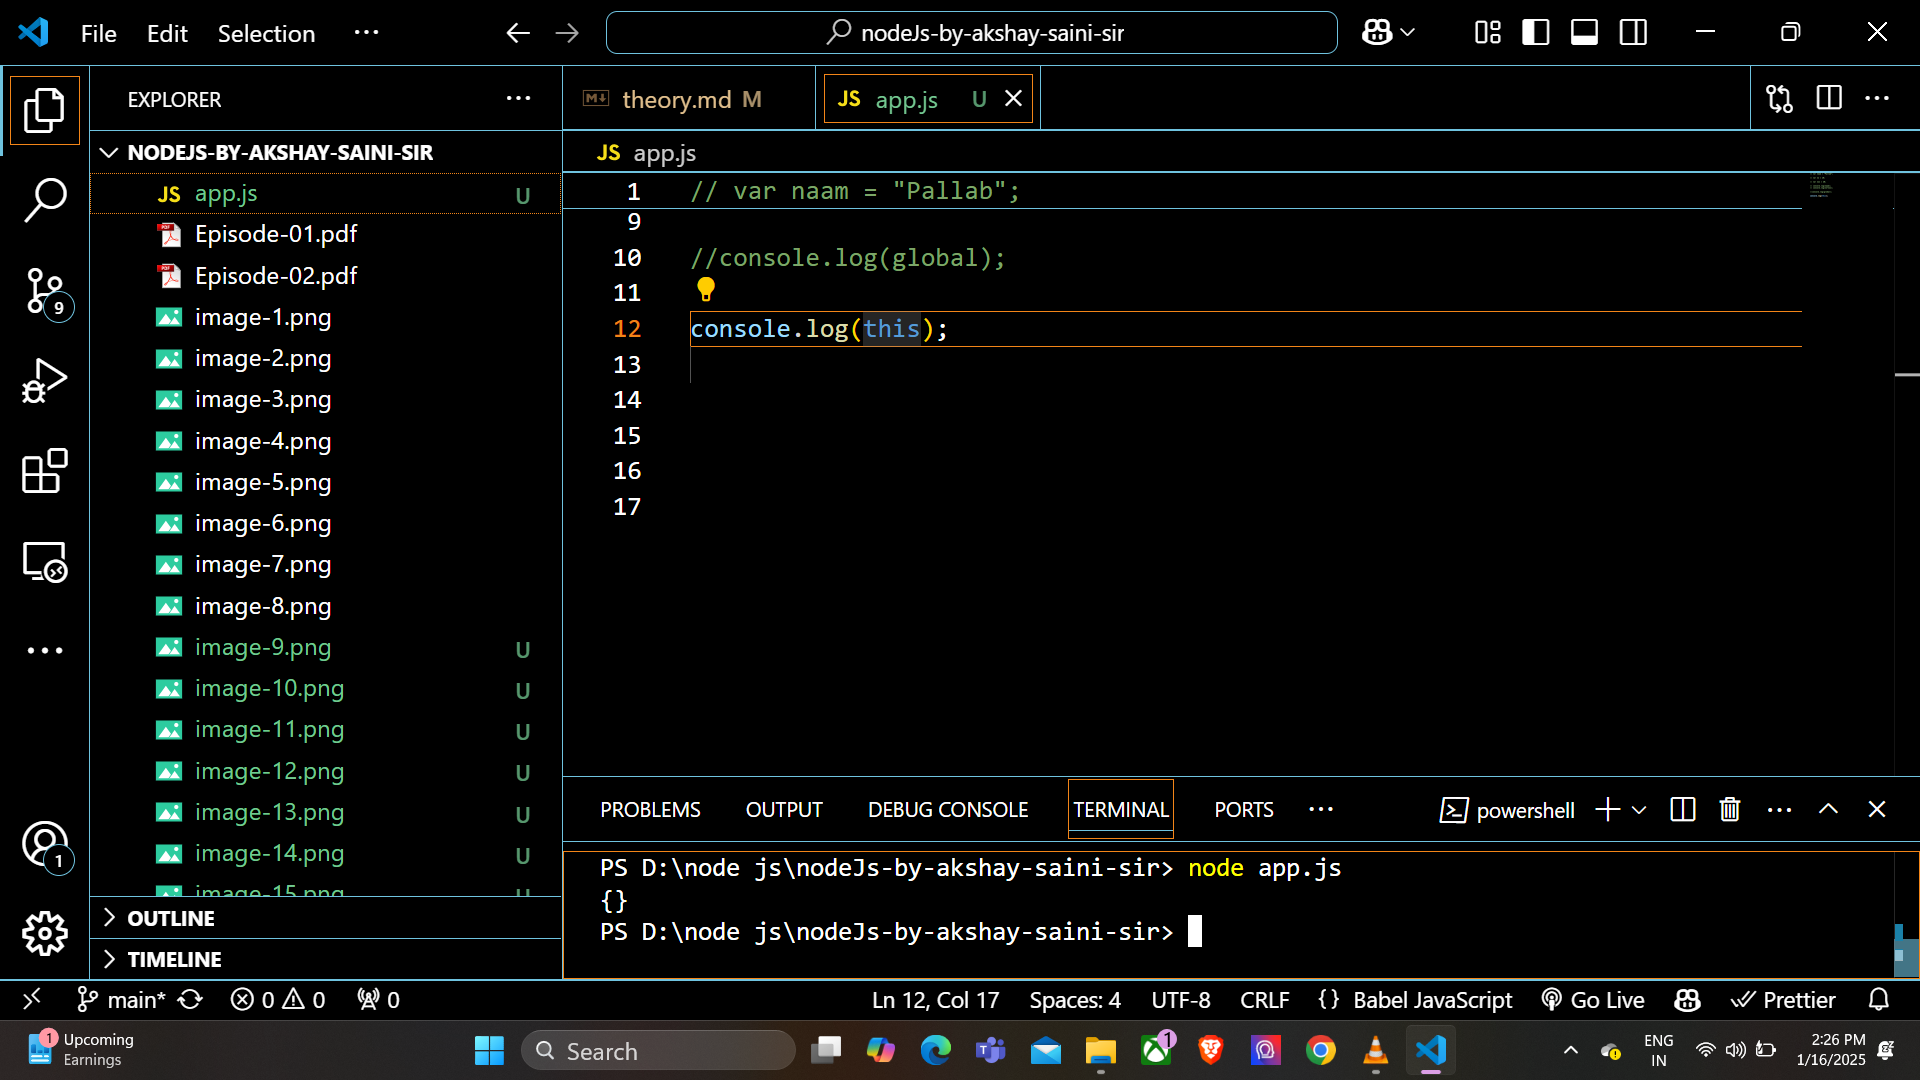 File Edit Selection ···
nodeJs-by-akshay-saini-sir
EXPLORER
NODEJS-BY-AKSHAY-SAINI-SIR
JS app.js U
Episode-01.pdf
Episode-02.pdf
image-1.png
image-2.png
image-3.png
image-4.png
image-5.png
image-6.png
image-7.png
image-8.png
image-9.png U
image-10.png U
image-11.png U
image-12.png U
image-13.png U
image-14.png U
image-15.png U
OUTLINE
TIMELINE
9
1
theory.md M
JS app.js U
JS app.js
1 // var naam = "Pallab";
9
10 //console.log(global);
11
12 console.log(this);
13
14
15
16
17
PROBLEMS OUTPUT DEBUG CONSOLE TERMINAL PORTS ···
powershell
PS D:\node js\nodeJs-by-akshay-saini-sir> node app.js
{}
PS D:\node js\nodeJs-by-akshay-saini-sir>
main* 0 0 0
Ln 12, Col 17 Spaces: 4 UTF-8 CRLF {} Babel JavaScript Go Live Prettier
1 Upcoming
Earnings
Search
1
ENG
IN
2:26 PM
1/16/2025